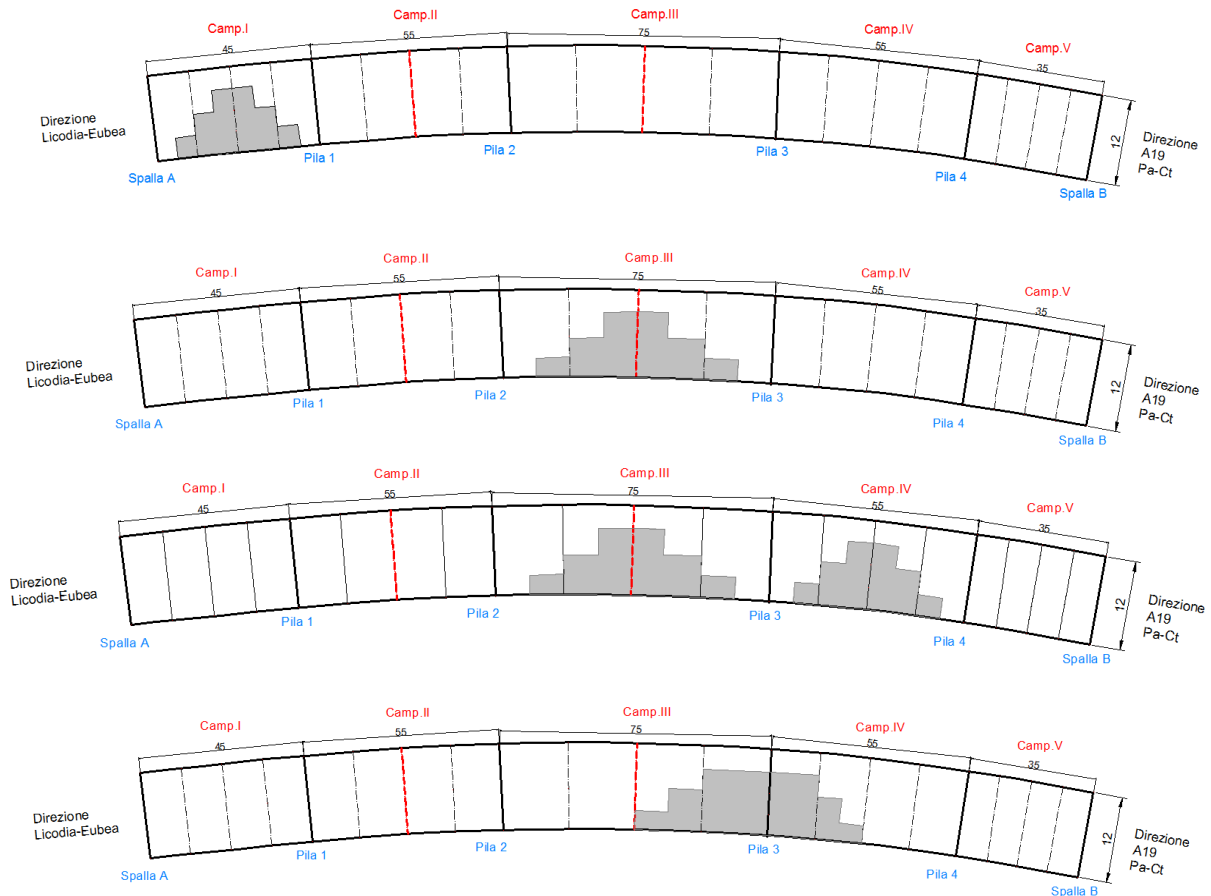 Camp.I
Camp.II
Camp.III
Camp.IV
Camp.V
45
55
75
55
35
Direzione
Licodia-Eubea
12
Direzione
A19
Pa-Ct
Spalla A
Pila 1
Pila 2
Pila 3
Pila 4
Spalla B
Camp.I
Camp.II
Camp.III
Camp.IV
Camp.V
45
55
75
55
35
Direzione
Licodia-Eubea
12
Direzione
A19
Pa-Ct
Spalla A
Pila 1
Pila 2
Pila 3
Pila 4
Spalla B
Camp.I
Camp.II
Camp.III
Camp.IV
Camp.V
45
55
75
55
35
Direzione
Licodia-Eubea
12
Direzione
A19
Pa-Ct
Spalla A
Pila 1
Pila 2
Pila 3
Pila 4
Spalla B
Camp.I
Camp.II
Camp.III
Camp.IV
Camp.V
45
55
75
55
35
Direzione
Licodia-Eubea
12
Direzione
A19
Pa-Ct
Spalla A
Pila 1
Pila 2
Pila 3
Pila 4
Spalla B